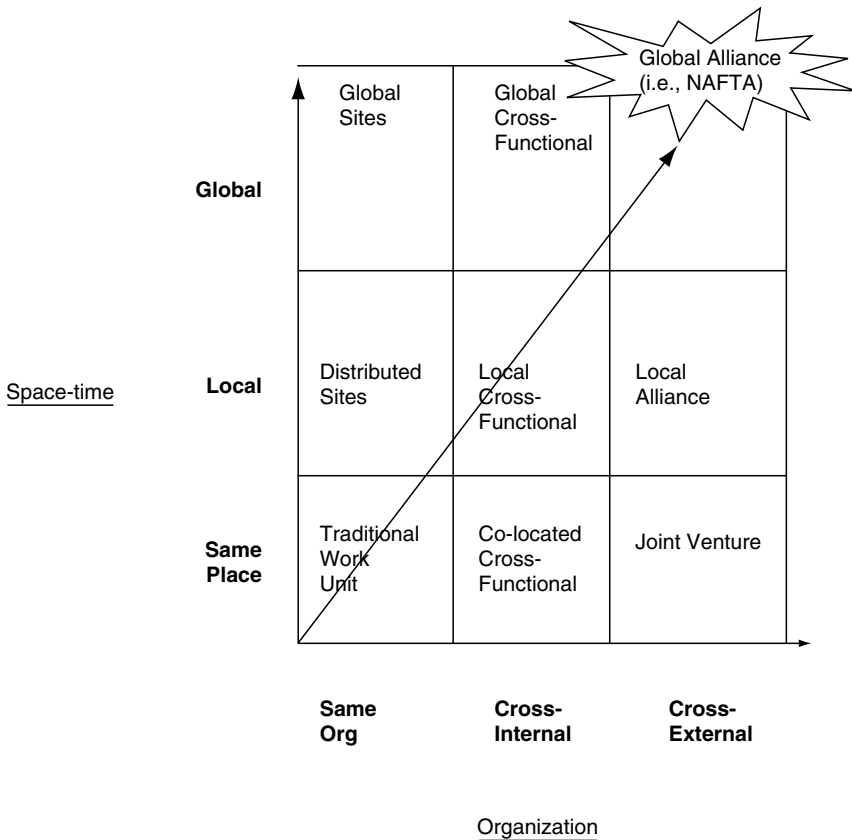 Global Alliance
(i.e., NAFTA)
Global
Sites
Global
Cross-
Functional
Global
Distributed
Sites
Local
Cross-
Functional
Local
Alliance
Local
Space-time
Traditional
Work
Unit
Co-located
Cross-
Functional
Joint Venture
Same
Place
Same
Org
Cross-
Internal
Cross-
External
Organization